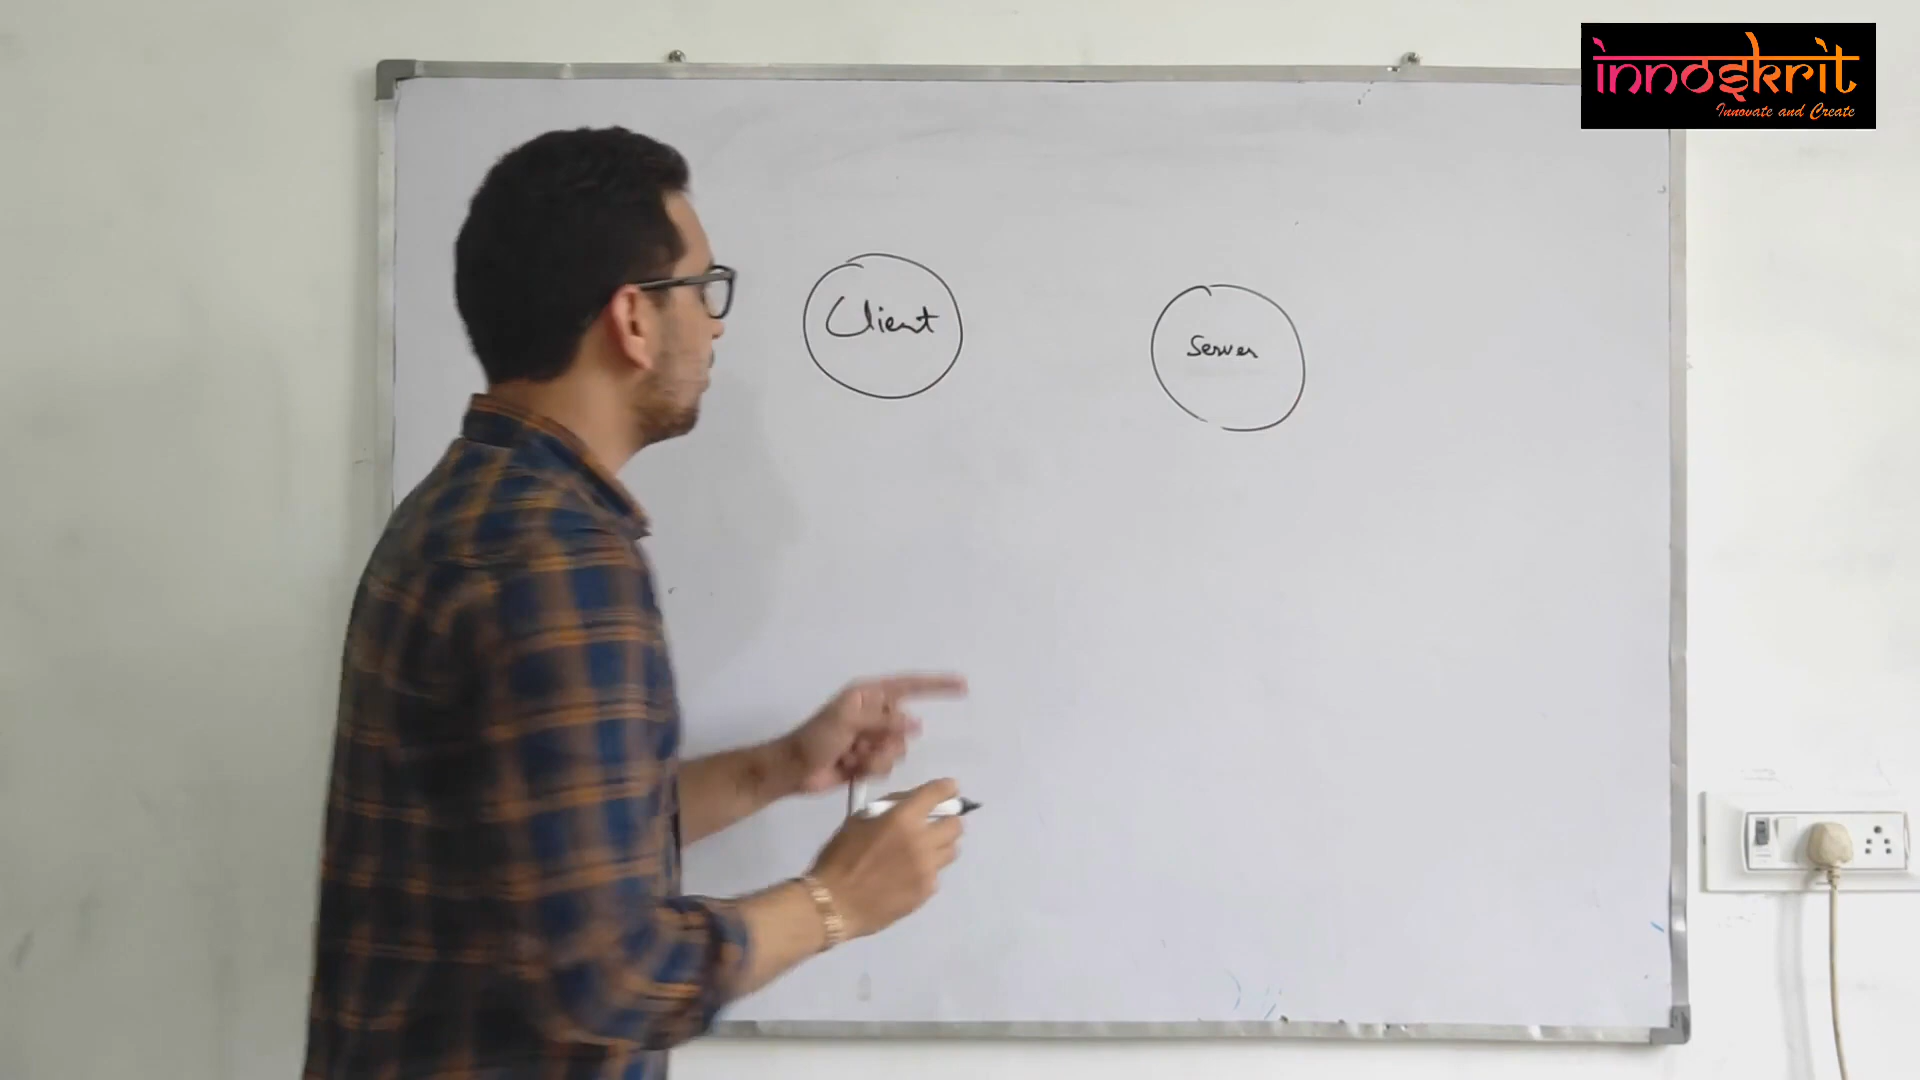 innoskrit
Innovate and Create
Client
Server